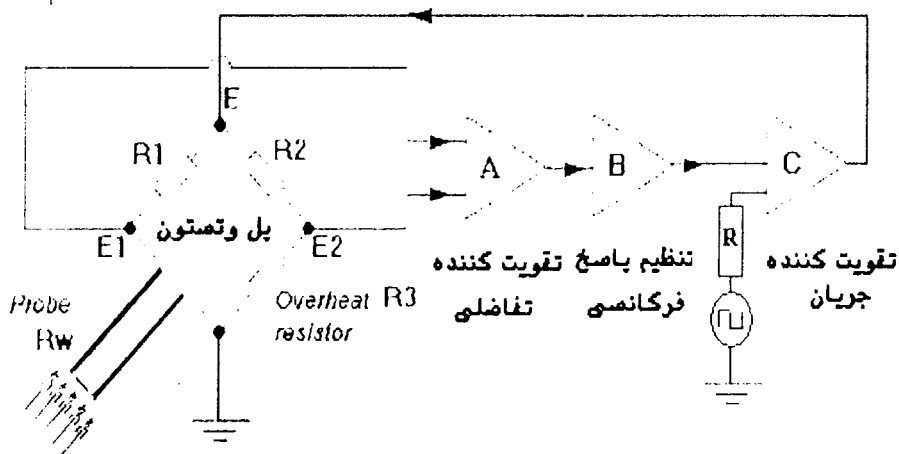 E
R1
R2
A
B
C
E1
پل وتستون
E2
R
Probe
Rw
Overheat R3
resistor
تقویت کننده
تفاضلی
تنظیم پاسخ
فرکانسی
تقویت کننده
جریان